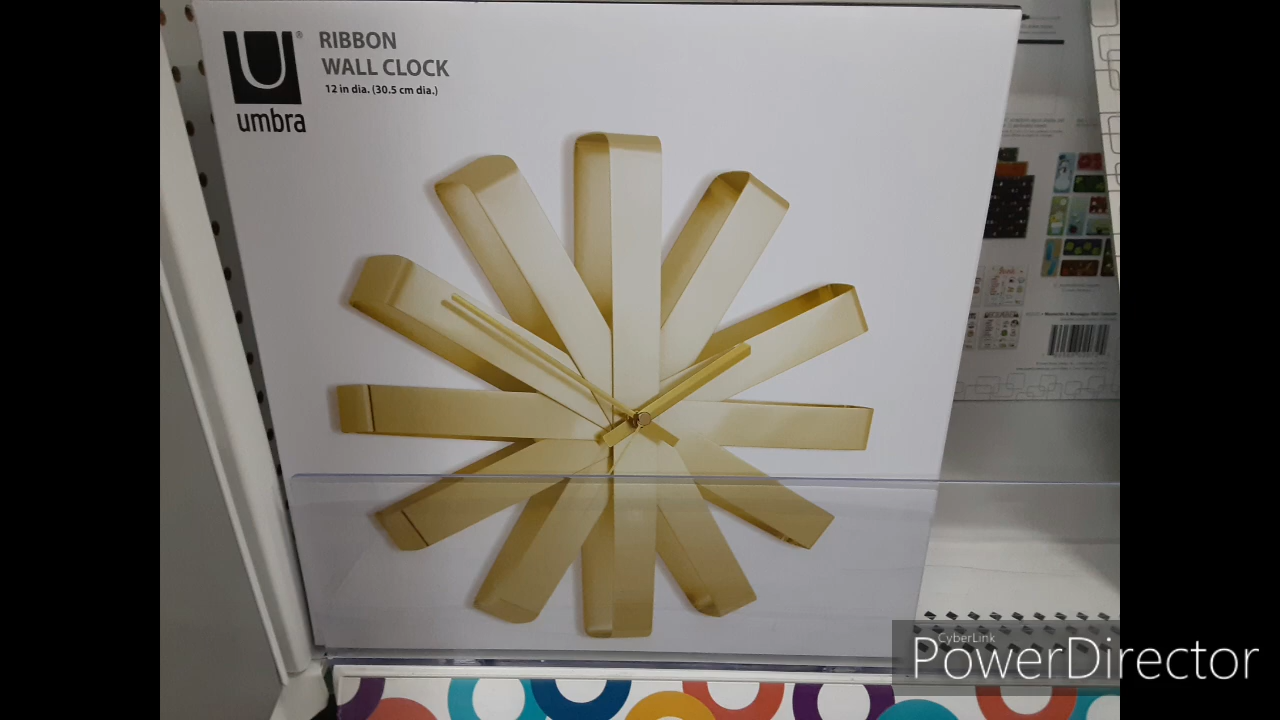 RIBBON
WALL CLOCK
12 in dia. (30.5 cm dia.)
umbra
CyberLink
PowerDirector